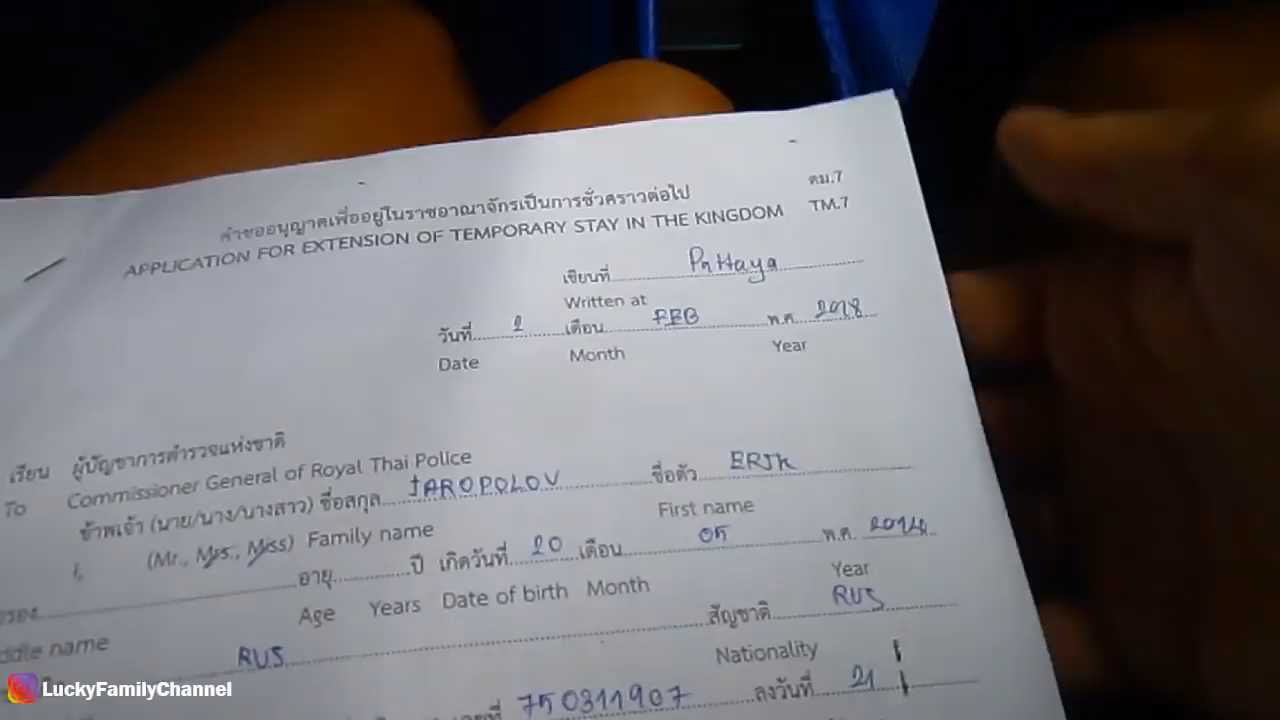 คำขออนุญาตเพื่ออยู่ในราชอาณาจักรเป็นการชั่วคราวต่อไป
ตม.7
APPLICATION FOR EXTENSION OF TEMPORARY STAY IN THE KINGDOM
TM.7
เขียนที่ Pattaya
Written at
วันที่ 2 เดือน FEB พ.ศ. 2018
Date Month Year
เรียน ผู้บัญชาการตำรวจแห่งชาติ
To Commissioner General of Royal Thai Police
ข้าพเจ้า (นาย/นาง/นางสาว) ชื่อสกุล AROPOLOV ชื่อตัว ERIK
I, (Mr., Mrs., Miss) Family name First name
อายุ ปี เกิดวันที่ 20 เดือน 05 พ.ศ. 2014
Age Years Date of birth Month Year
ddle name RUS สัญชาติ RUS
Nationality
750311907 ลงวันที่ 21
LuckyFamilyChannel